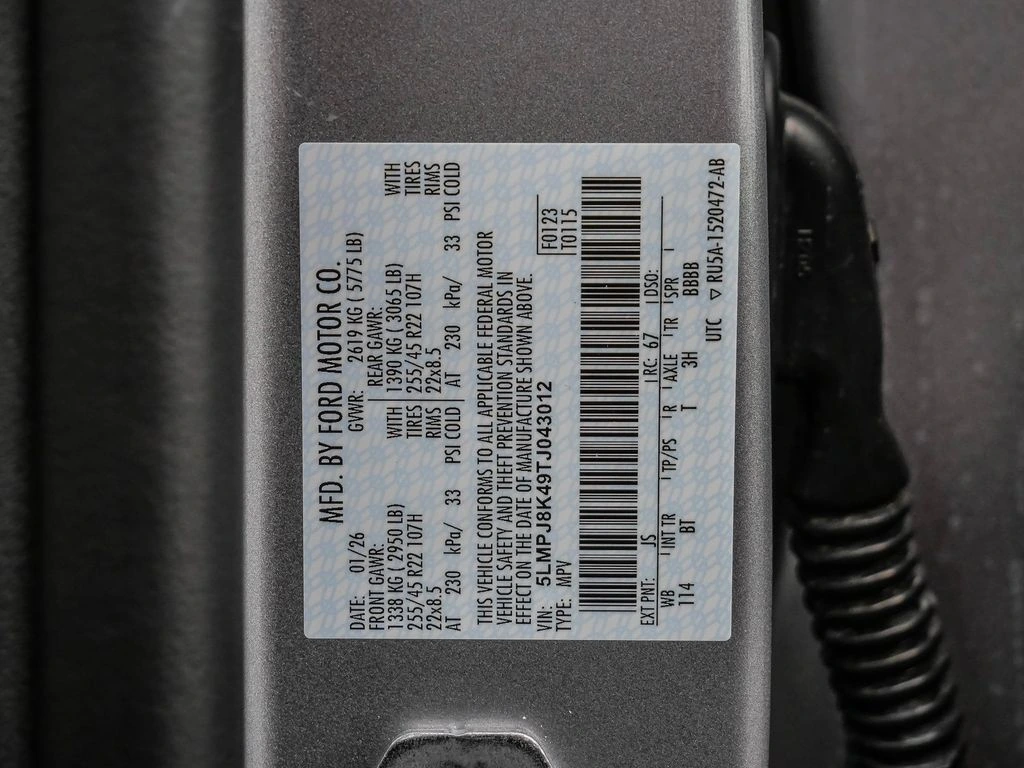 MFD. BY FORD MOTOR CO.
DATE: 01/26 GVWR: 2619 KG ( 5775 LB)
FRONT GAWR: REAR GAWR:
1338 KG ( 2950 LB) WITH 1390 KG ( 3065 LB) WITH
255/45 R22 107H TIRES 255/45 R22 107H TIRES
22x8.5 RIMS 22x8.5 RIMS
AT 230 kPa/ 33 PSI COLD AT 230 kPa/ 33 PSI COLD
THIS VEHICLE CONFORMS TO ALL APPLICABLE FEDERAL MOTOR
VEHICLE SAFETY AND THEFT PREVENTION STANDARDS IN
EFFECT ON THE DATE OF MANUFACTURE SHOWN ABOVE.
VIN: 5LMPJ8K49TJ043012 F0123
TYPE: MPV T0115
EXT PNT: JS RC: 67 DSO:
WB INT TR TP/PS R AXLE TR SPR
114 BT T 3H BBBB
UTC ▽ RU5A-1520472-AB